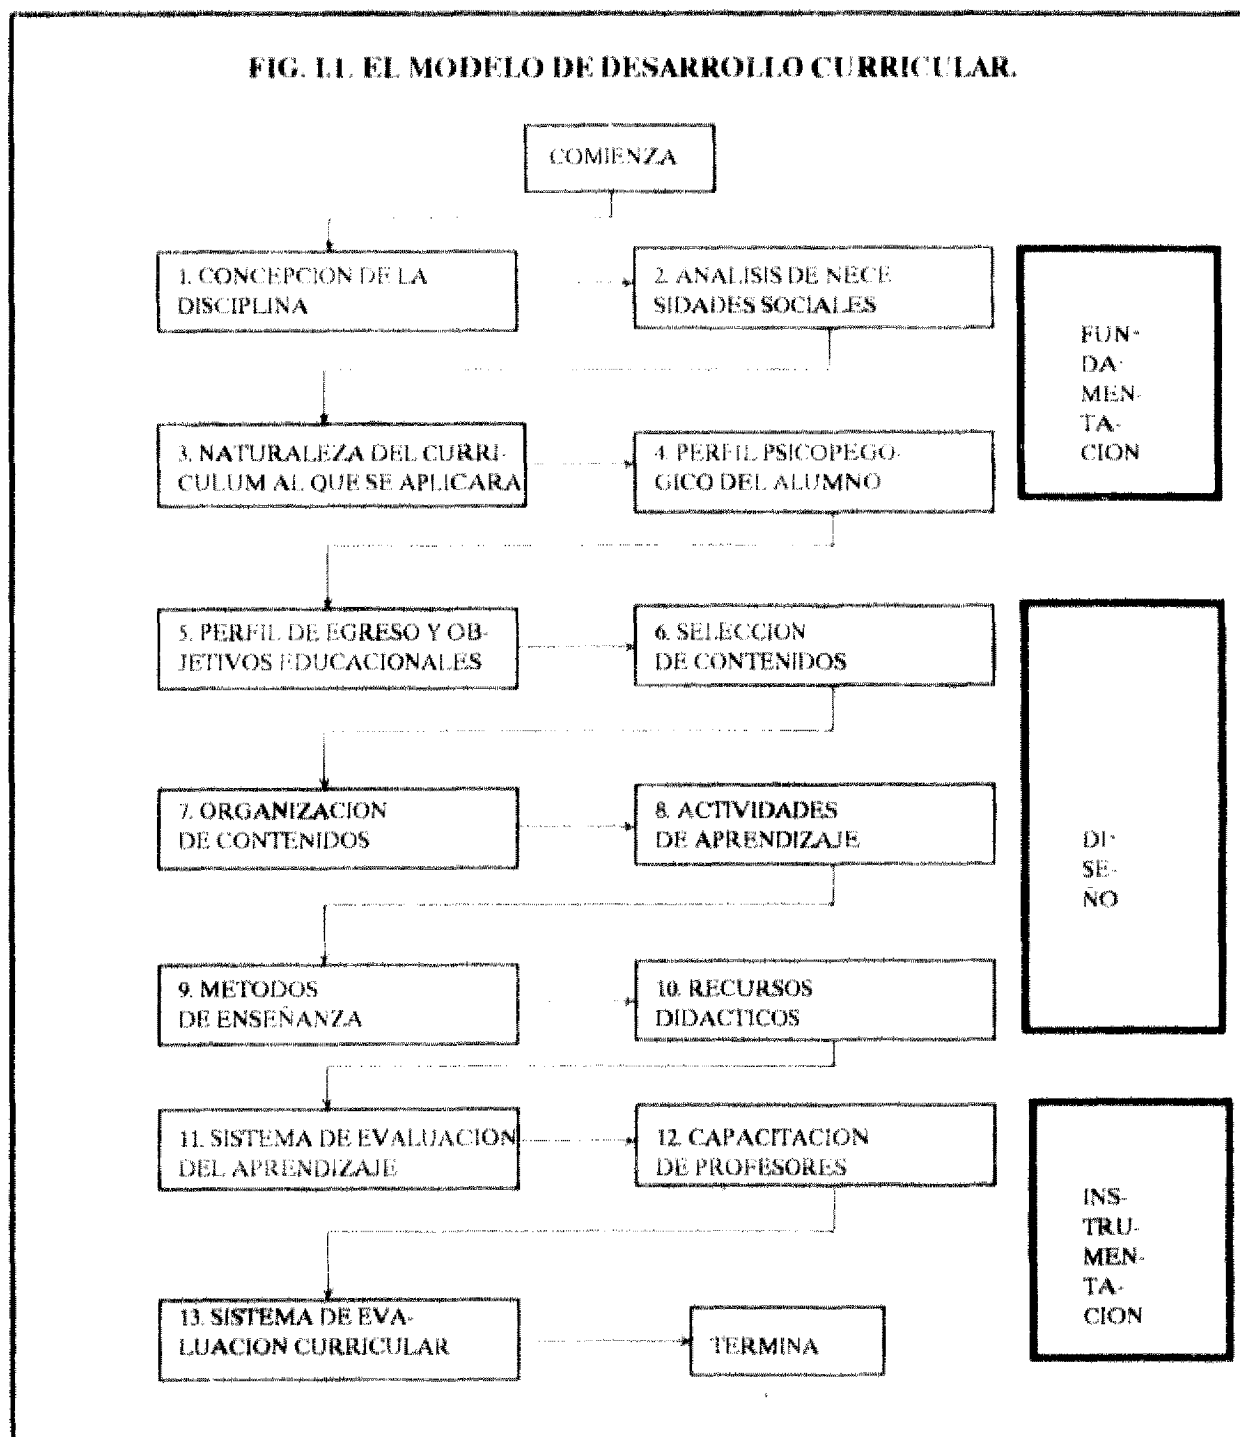 FIG. I.1. EL MODELO DE DESARROLLO CURRICULAR.
COMIENZA
1. CONCEPCION DE LA
DISCIPLINA
2. ANALISIS DE NECE
SIDADES SOCIALES
FUN-
DA-
MEN-
TA-
CION
3. NATURALEZA DEL CURRI-
CULUM AL QUE SE APLICARA
4. PERFIL PSICOPEGO-
GICO DEL ALUMNO
5. PERFIL DE EGRESO Y OB-
JETIVOS EDUCACIONALES
6. SELECCION
DE CONTENIDOS
7. ORGANIZACION
DE CONTENIDOS
8. ACTIVIDADES
DE APRENDIZAJE
DI-
SE-
ÑO
9. METODOS
DE ENSEÑANZA
10. RECURSOS
DIDACTICOS
11. SISTEMA DE EVALUACION
DEL APRENDIZAJE
12. CAPACITACION
DE PROFESORES
INS-
TRU-
MEN-
TA-
CION
13. SISTEMA DE EVA-
LUACION CURRICULAR
TERMINA